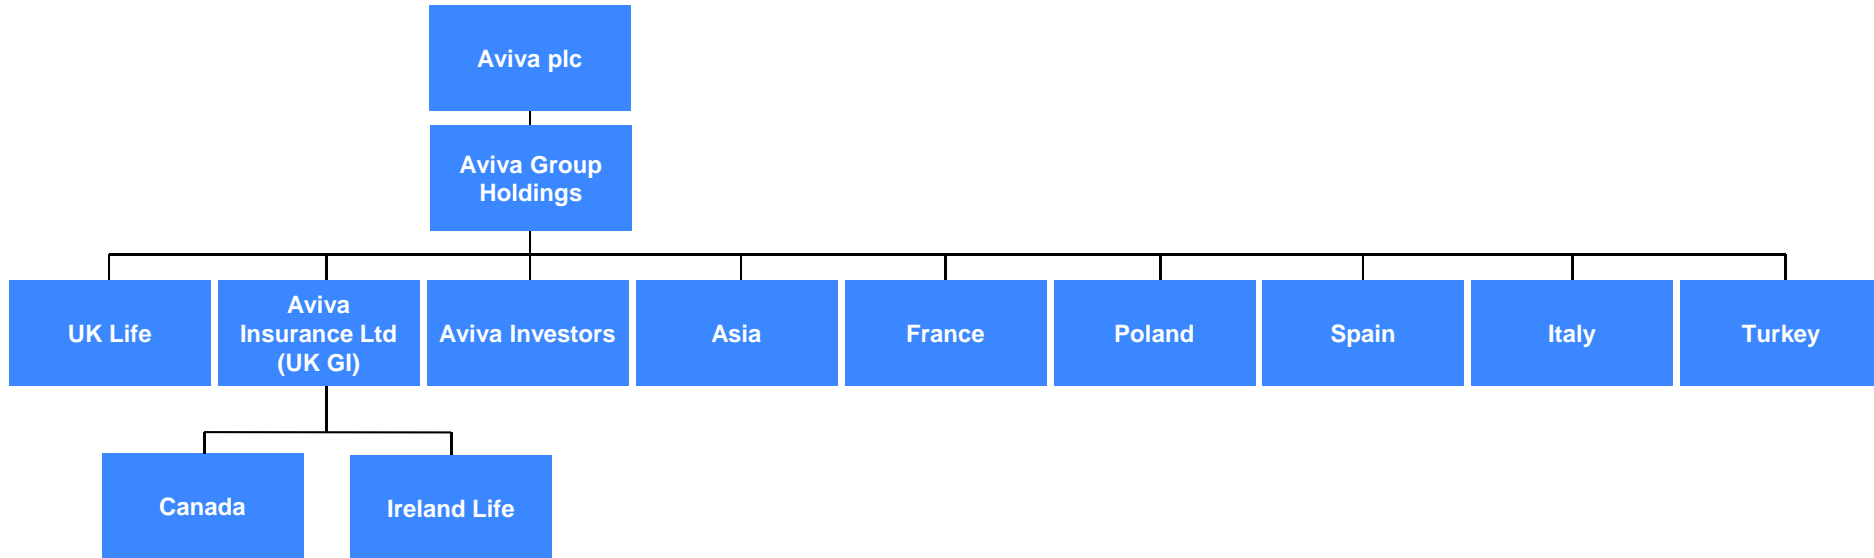 Aviva plc
Aviva Group
Holdings
UK Life
Aviva
Insurance Ltd
(UK GI)
Aviva Investors
Asia
France
Poland
Spain
Italy
Turkey
Canada
Ireland Life